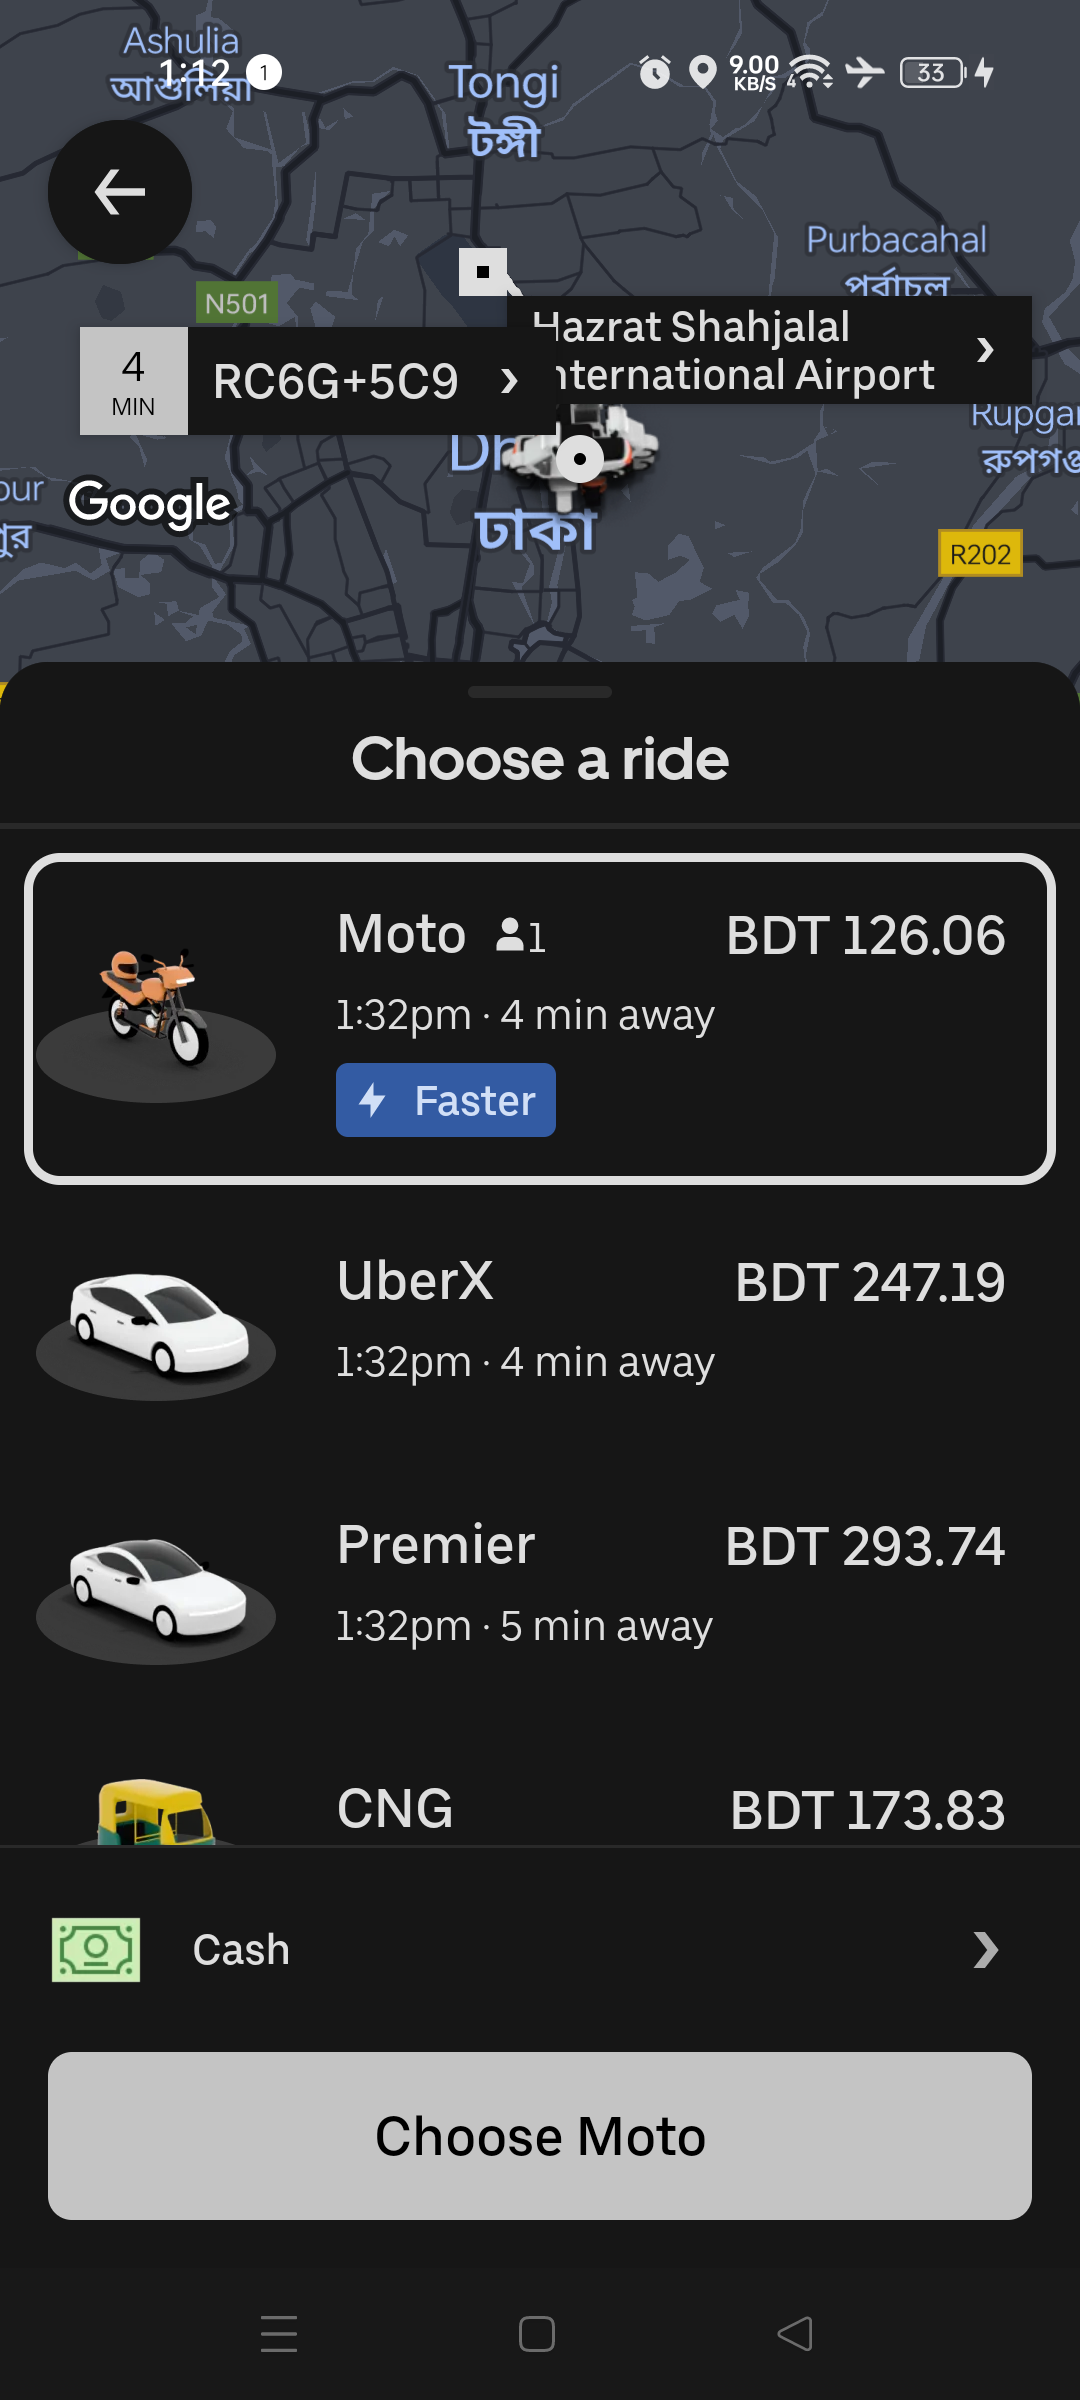 Ashulia
আশুলিয়া
1:12
1
9.00
KB/S
4
33
Tongi
টঙ্গী
Purbacahal
পূর্বাচল
N501
Hazrat Shahjalal
International Airport
4
MIN
RC6G+5C9
Google
ঢাকা
R202
Choose a ride
Moto 1
BDT 126.06
1:32pm · 4 min away
Faster
UberX
BDT 247.19
1:32pm · 4 min away
Premier
BDT 293.74
1:32pm · 5 min away
CNG
BDT 173.83
Cash
Choose Moto